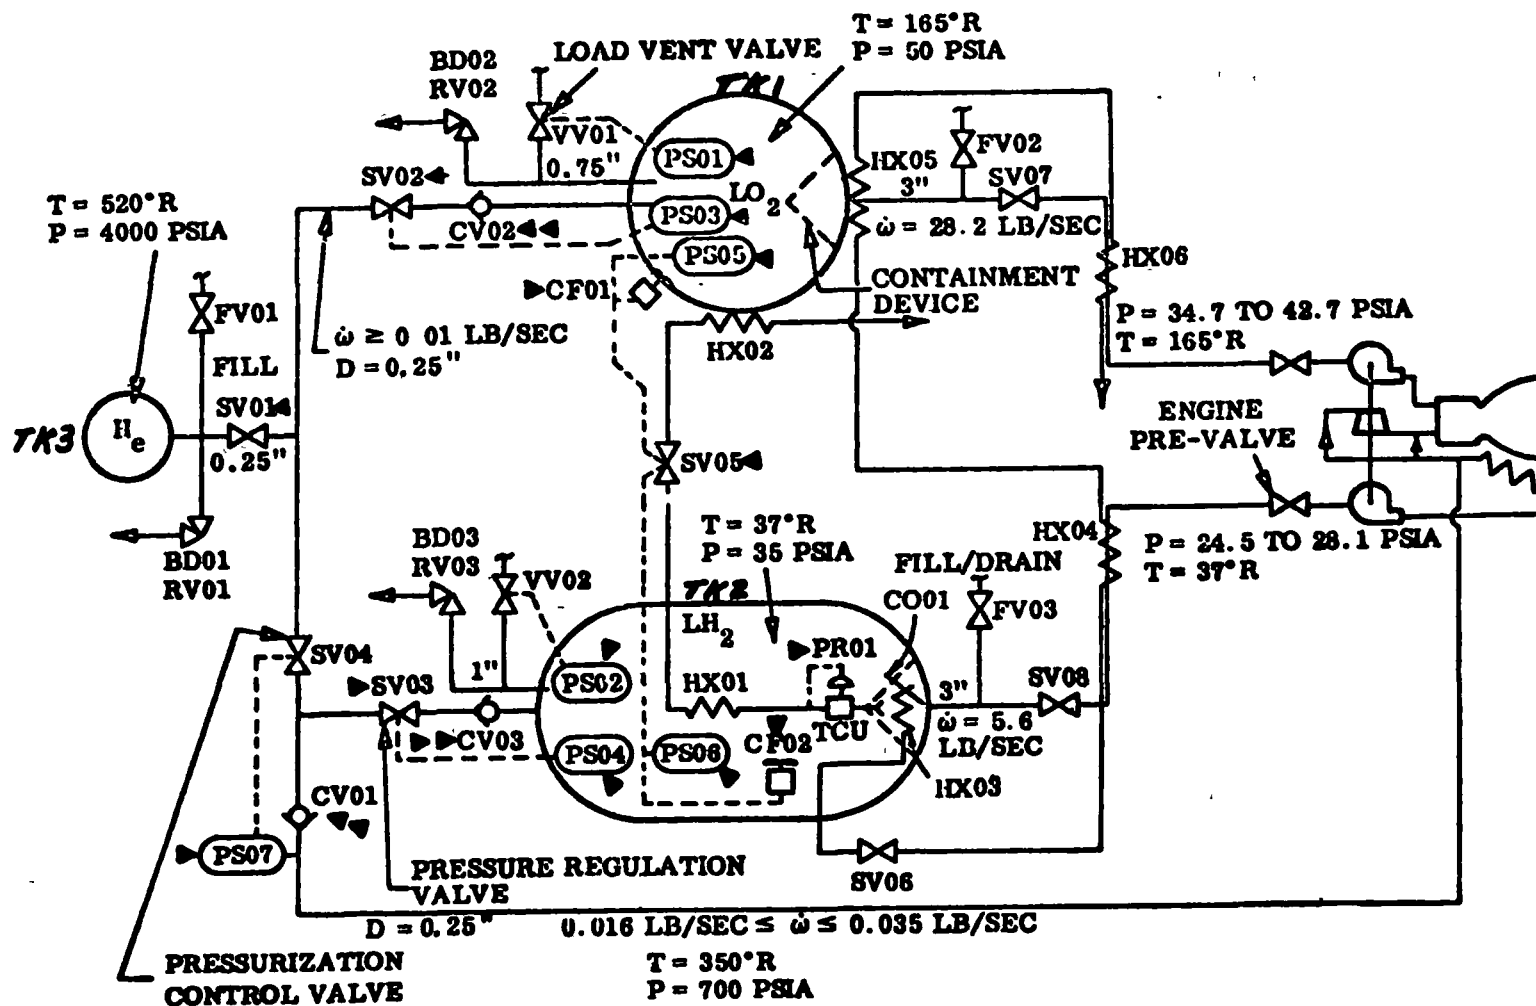 T = 165°R
P = 50 PSIA
BD02
RV02
LOAD VENT VALVE
TK1
VV01
0.75"
PS01
HX05
3"
FV02
SV07
SV02
LO2
PS03
T = 520°R
P = 4000 PSIA
CV02
ẇ = 28.2 LB/SEC
PS05
HX06
CF01
CONTAINMENT
DEVICE
FV01
ẇ ≥ 0 01 LB/SEC
D = 0.25"
HX02
P = 34.7 TO 42.7 PSIA
T = 165°R
FILL
SV01
TK3
He
0.25"
ENGINE
PRE-VALVE
SV05
BD01
RV01
BD03
RV03
VV02
T = 37°R
P = 35 PSIA
HX04
P = 24.5 TO 28.1 PSIA
T = 37°R
FILL/DRAIN
CO01
FV03
TK2
LH2
SV04
PR01
1"
SV03
PS02
HX01
3"
SV08
TCU
ẇ = 5.6
LB/SEC
CV03
PS04
PS06
CF02
HX03
CV01
PS07
PRESSURE REGULATION
VALVE
SV06
D = 0.25"
0.016 LB/SEC ≤ ẇ ≤ 0.035 LB/SEC
T = 350°R
P = 700 PSIA
PRESSURIZATION
CONTROL VALVE